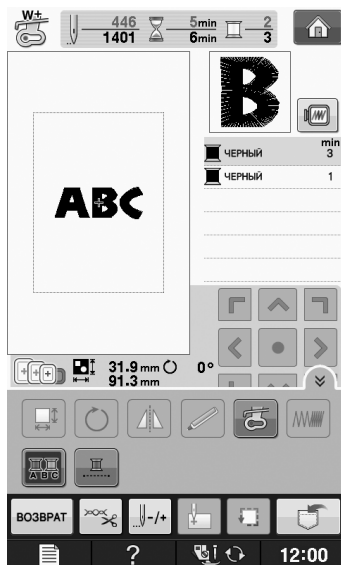 W+
446 5min 2
1401 6min 3
B
min
ЧЕРНЫЙ 3
ЧЕРНЫЙ 1
ABC
31.9 mm 0°
91.3 mm
ABC
ВОЗВРАТ -/+
? 12:00